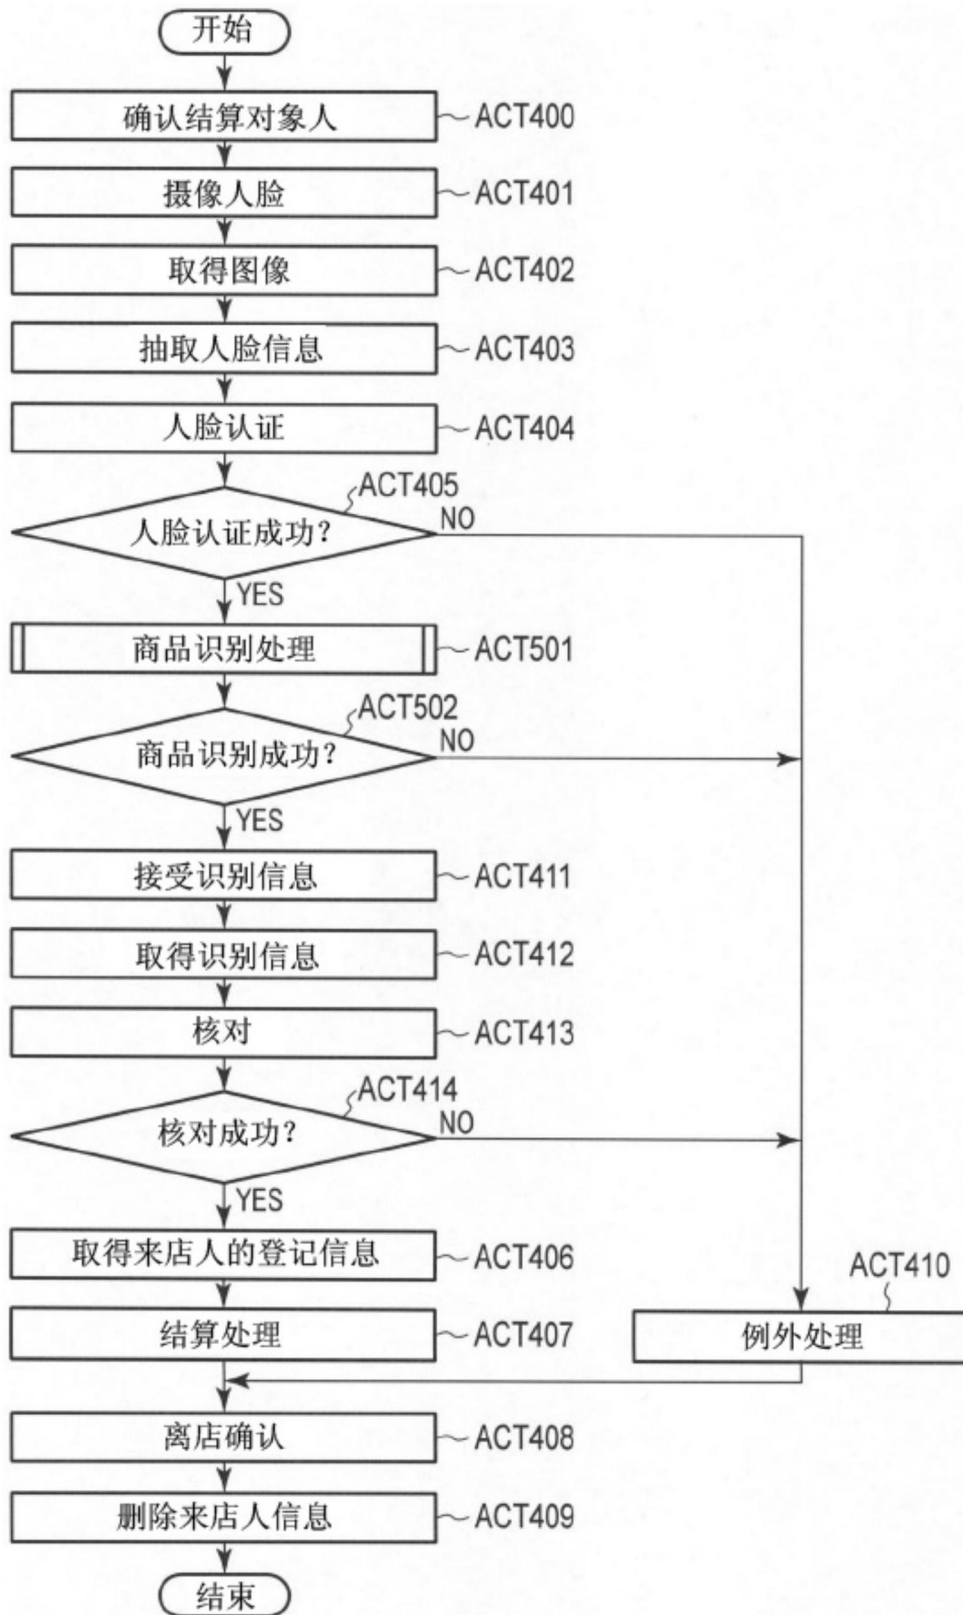 开始
确认结算对象人 ACT400
摄像人脸 ACT401
取得图像 ACT402
抽取人脸信息 ACT403
人脸认证 ACT404
ACT405
人脸认证成功? NO
YES
商品识别处理 ACT501
ACT502
商品识别成功? NO
YES
接受识别信息 ACT411
取得识别信息 ACT412
核对 ACT413
ACT414
核对成功? NO
YES
取得来店人的登记信息 ACT406
ACT410
结算处理 ACT407 例外处理
离店确认 ACT408
删除来店人信息 ACT409
结束